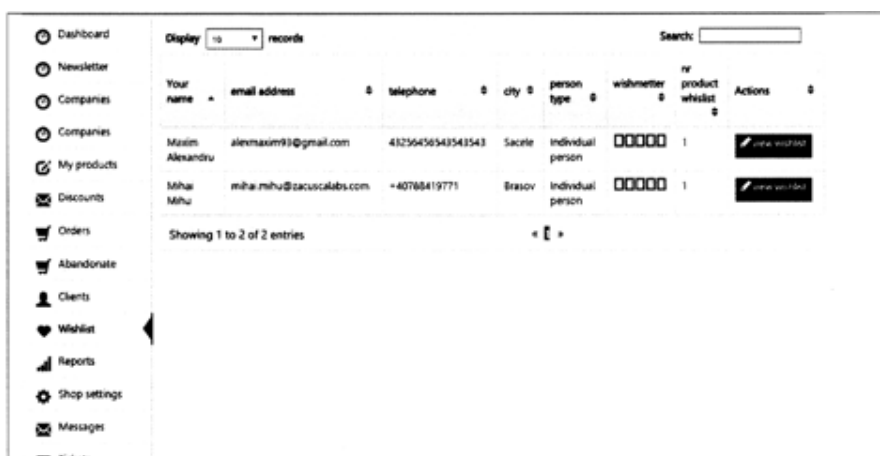 Dashboard
Newsletter
Companies
Companies
My products
Discounts
Orders
Abandonate
Clients
Wishlist
Reports
Shop settings
Messages
Display 10 records
Search:
Your name
email address
telephone
city
person type
wishmetter
nr product whislist
Actions
Maxim Alexandru
alexmaxim93@gmail.com
43256456543543543
Sacele
Individual person
1
view wishlist
Mihai Mihu
mihai.mihu@zacuscalabs.com
+40768419771
Brasov
Individual person
1
view wishlist
Showing 1 to 2 of 2 entries
« »